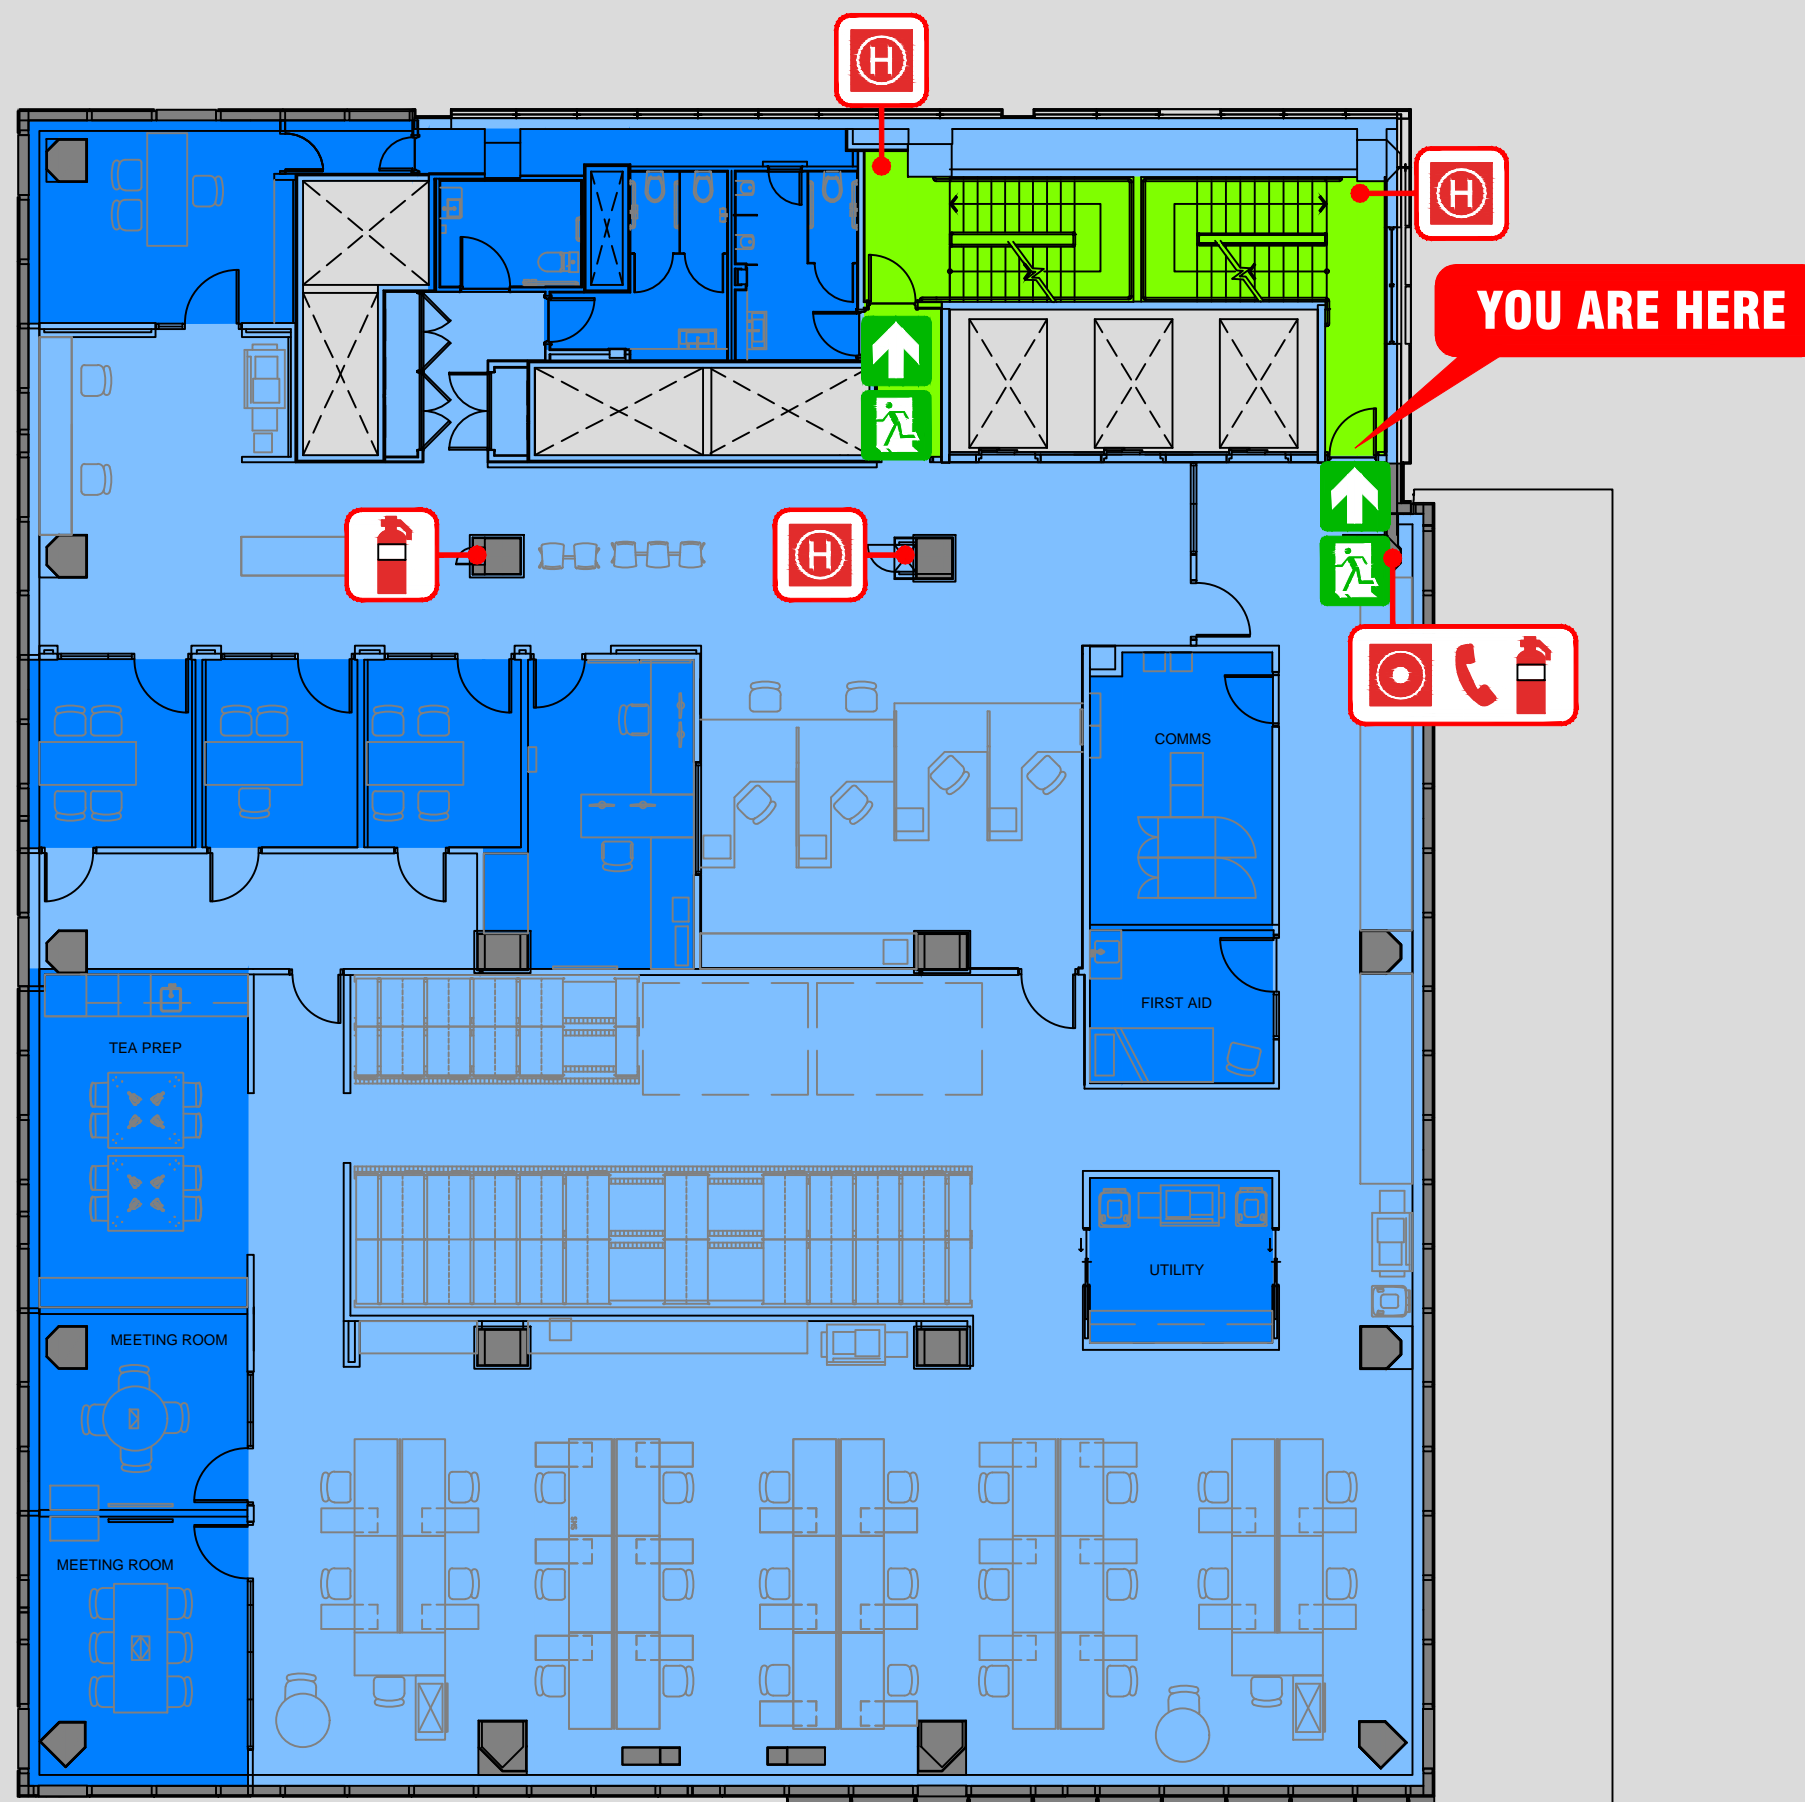 H
H
YOU ARE HERE
H
COMMS
FIRST AID
TEA PREP
UTILITY
MEETING ROOM
MEETING ROOM